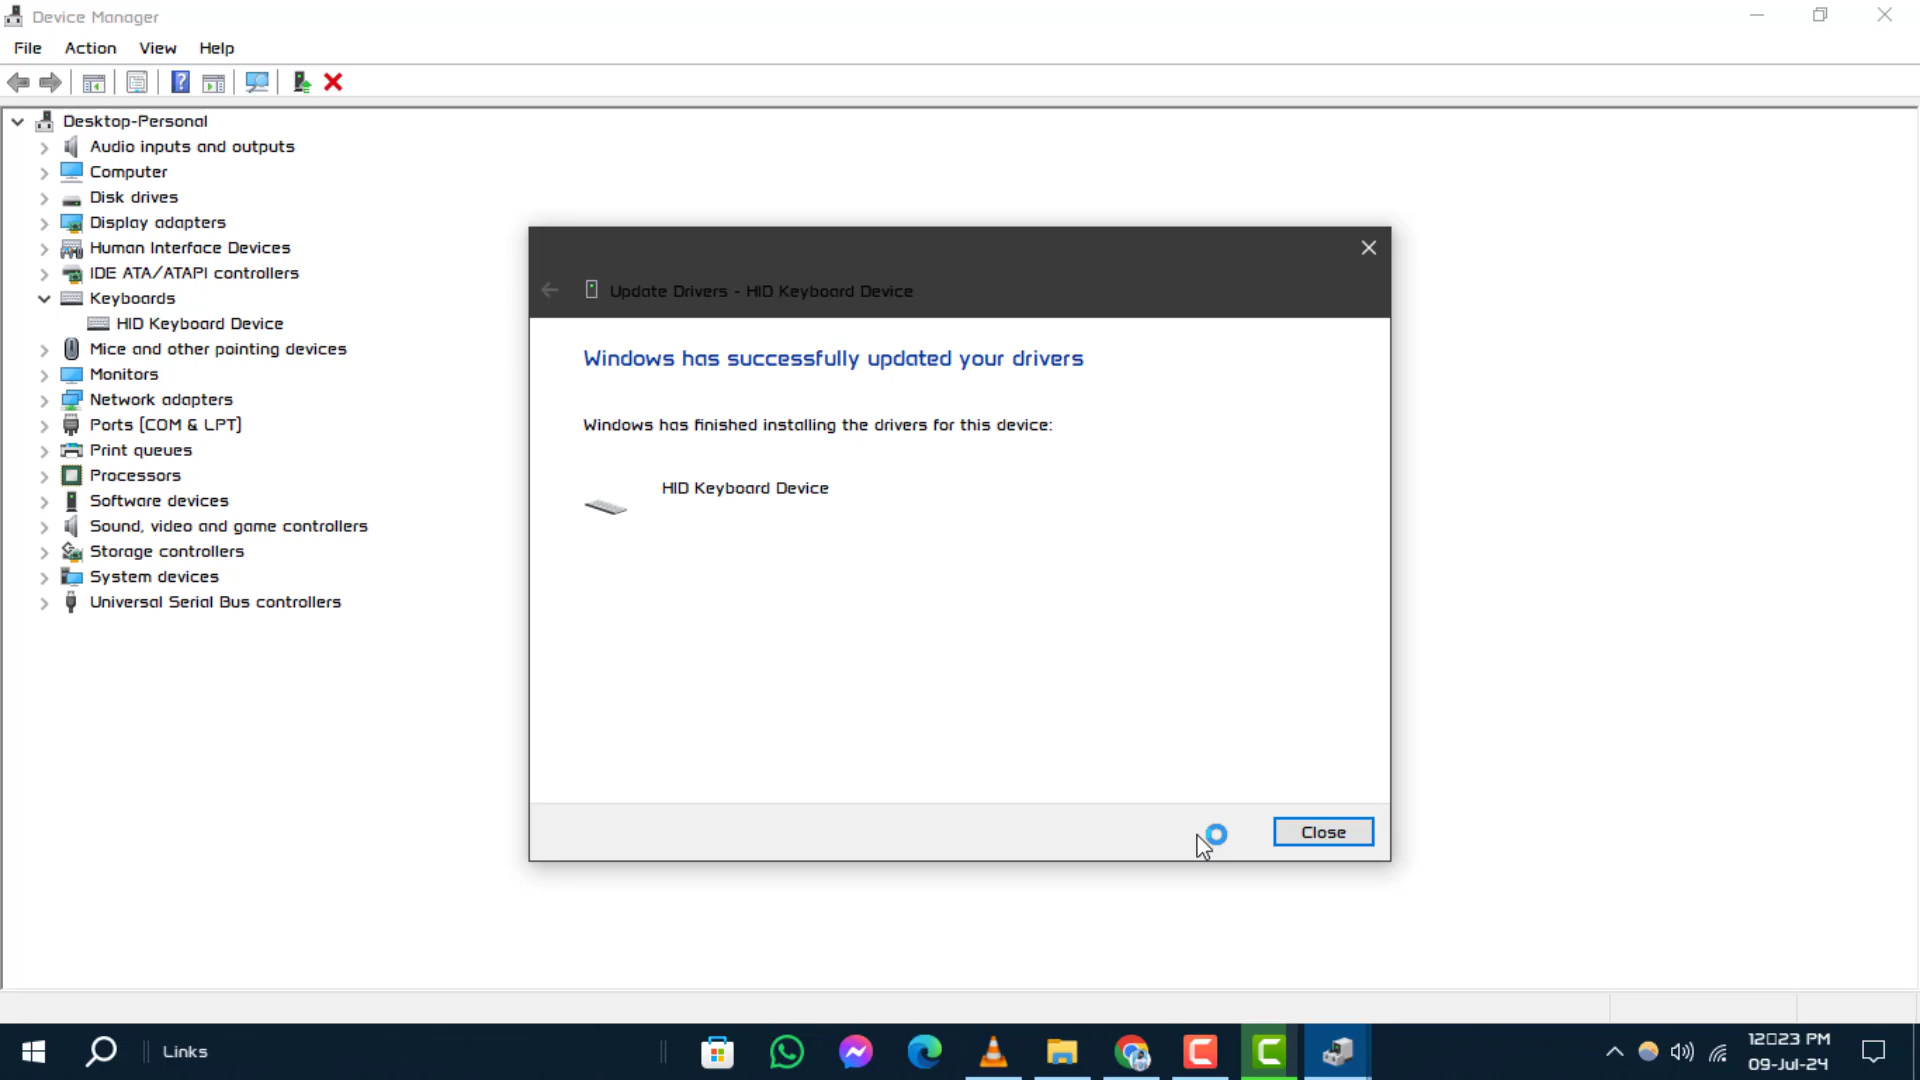 Device Manager
File Action View Help
Desktop-Personal
Audio inputs and outputs
Computer
Disk drives
Display adapters
Human Interface Devices
IDE ATA/ATAPI controllers
Keyboards
HID Keyboard Device
Mice and other pointing devices
Monitors
Network adapters
Ports (COM & LPT)
Print queues
Processors
Software devices
Sound, video and game controllers
Storage controllers
System devices
Universal Serial Bus controllers
Update Drivers - HID Keyboard Device
Windows has successfully updated your drivers
Windows has finished installing the drivers for this device:
HID Keyboard Device
Close
Links
12▯23 PM
09-Jul-24